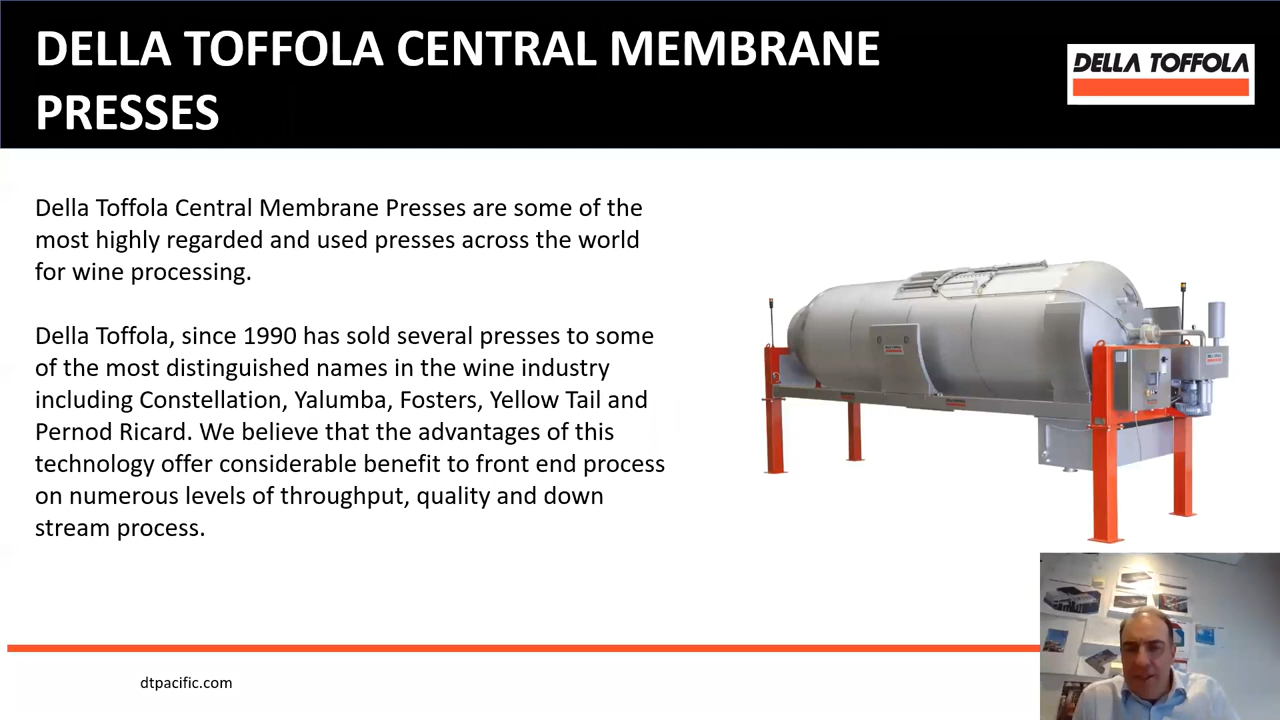 DELLA TOFFOLA CENTRAL MEMBRANE
PRESSES
DELLA TOFFOLA
Della Toffola Central Membrane Presses are some of the
most highly regarded and used presses across the world
for wine processing.
Della Toffola, since 1990 has sold several presses to some
of the most distinguished names in the wine industry
including Constellation, Yalumba, Fosters, Yellow Tail and
Pernod Ricard. We believe that the advantages of this
technology offer considerable benefit to front end process
on numerous levels of throughput, quality and down
stream process.
dtpacific.com